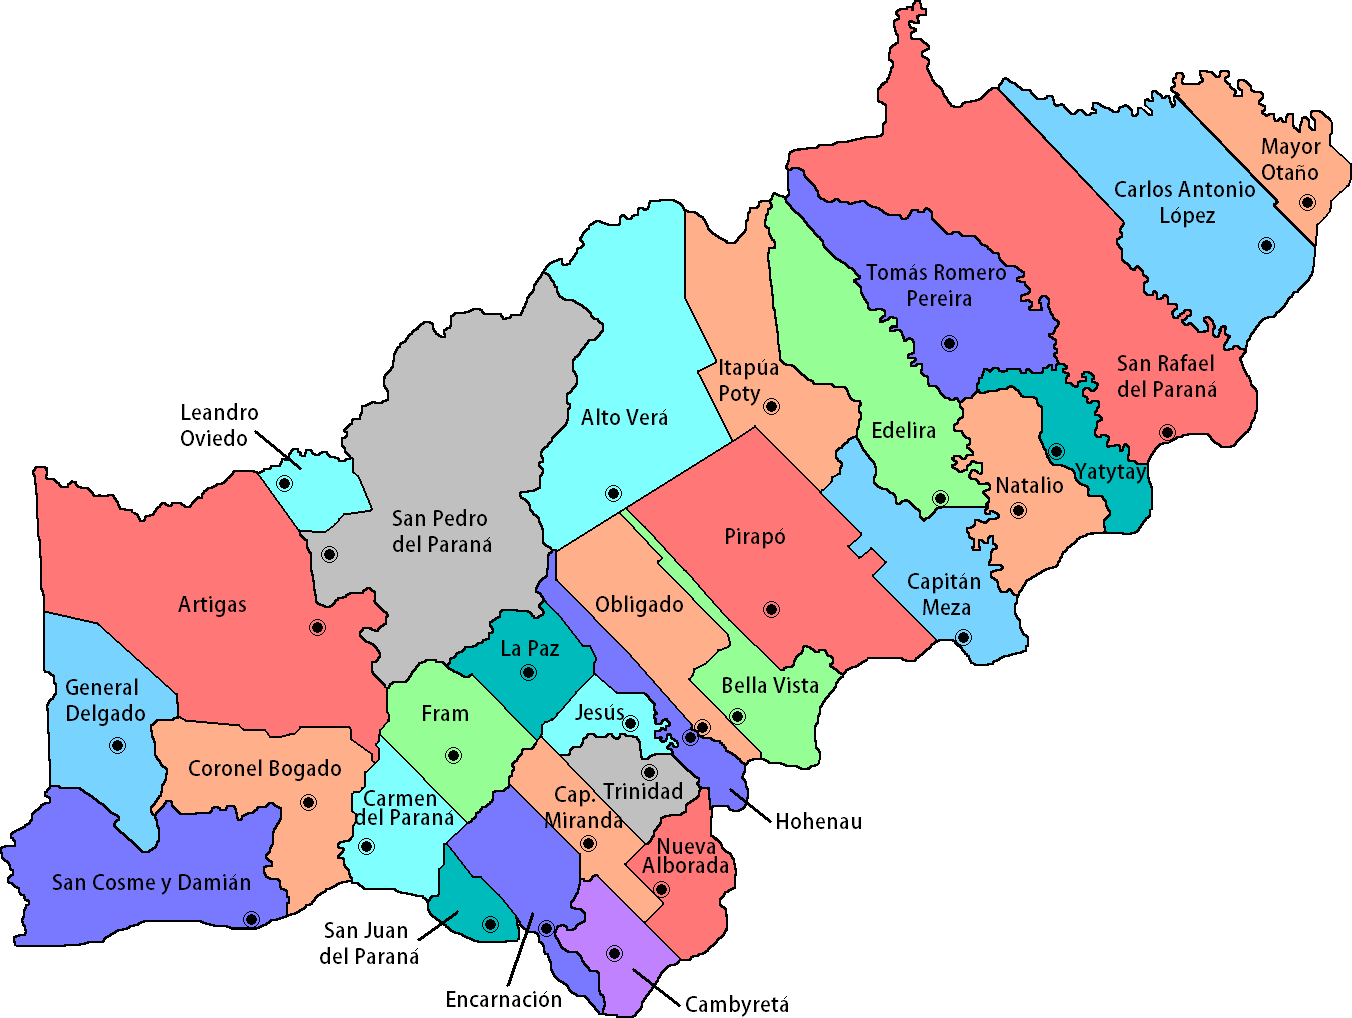 Mayor
Otaño
Carlos Antonio
López
Tomás Romero
Pereira
San Rafael
del Paraná
Itapúa
Poty
Leandro
Oviedo
Alto Verá
Edelira
Yatytay
Natalio
San Pedro
del Paraná
Pirapó
Capitán
Meza
Artigas
Obligado
La Paz
General
Delgado
Bella Vista
Fram
Jesús
Coronel Bogado
Trinidad
Carmen
del Paraná
Cap.
Miranda
Hohenau
Nueva
Alborada
San Cosme y Damián
San Juan
del Paraná
Encarnación
Cambyretá